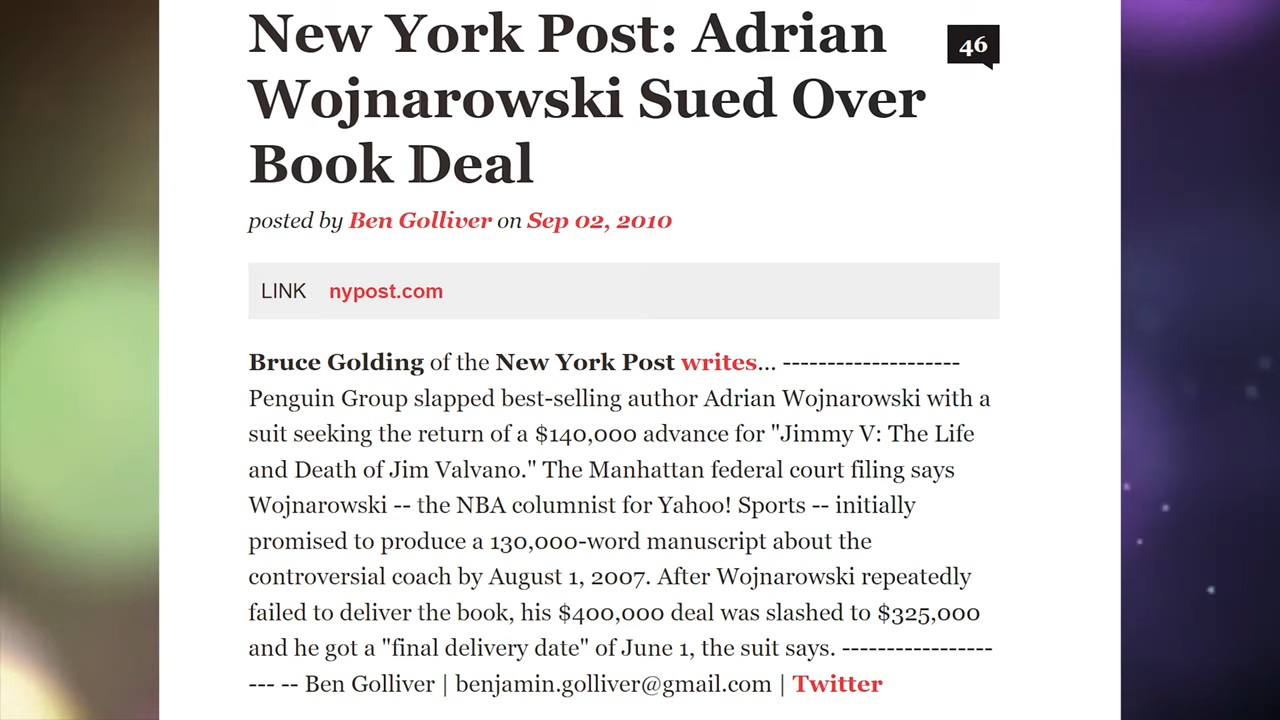 New York Post: Adrian
46
Wojnarowski Sued Over
Book Deal
posted by Ben Golliver on Sep 02, 2010
LINK nypost.com
Bruce Golding of the New York Post writes... --------------------
Penguin Group slapped best-selling author Adrian Wojnarowski with a
suit seeking the return of a $140,000 advance for "Jimmy V: The Life
and Death of Jim Valvano." The Manhattan federal court filing says
Wojnarowski -- the NBA columnist for Yahoo! Sports -- initially
promised to produce a 130,000-word manuscript about the
controversial coach by August 1, 2007. After Wojnarowski repeatedly
failed to deliver the book, his $400,000 deal was slashed to $325,000
and he got a "final delivery date" of June 1, the suit says. -----------------
--- -- Ben Golliver | benjamin.golliver@gmail.com | Twitter